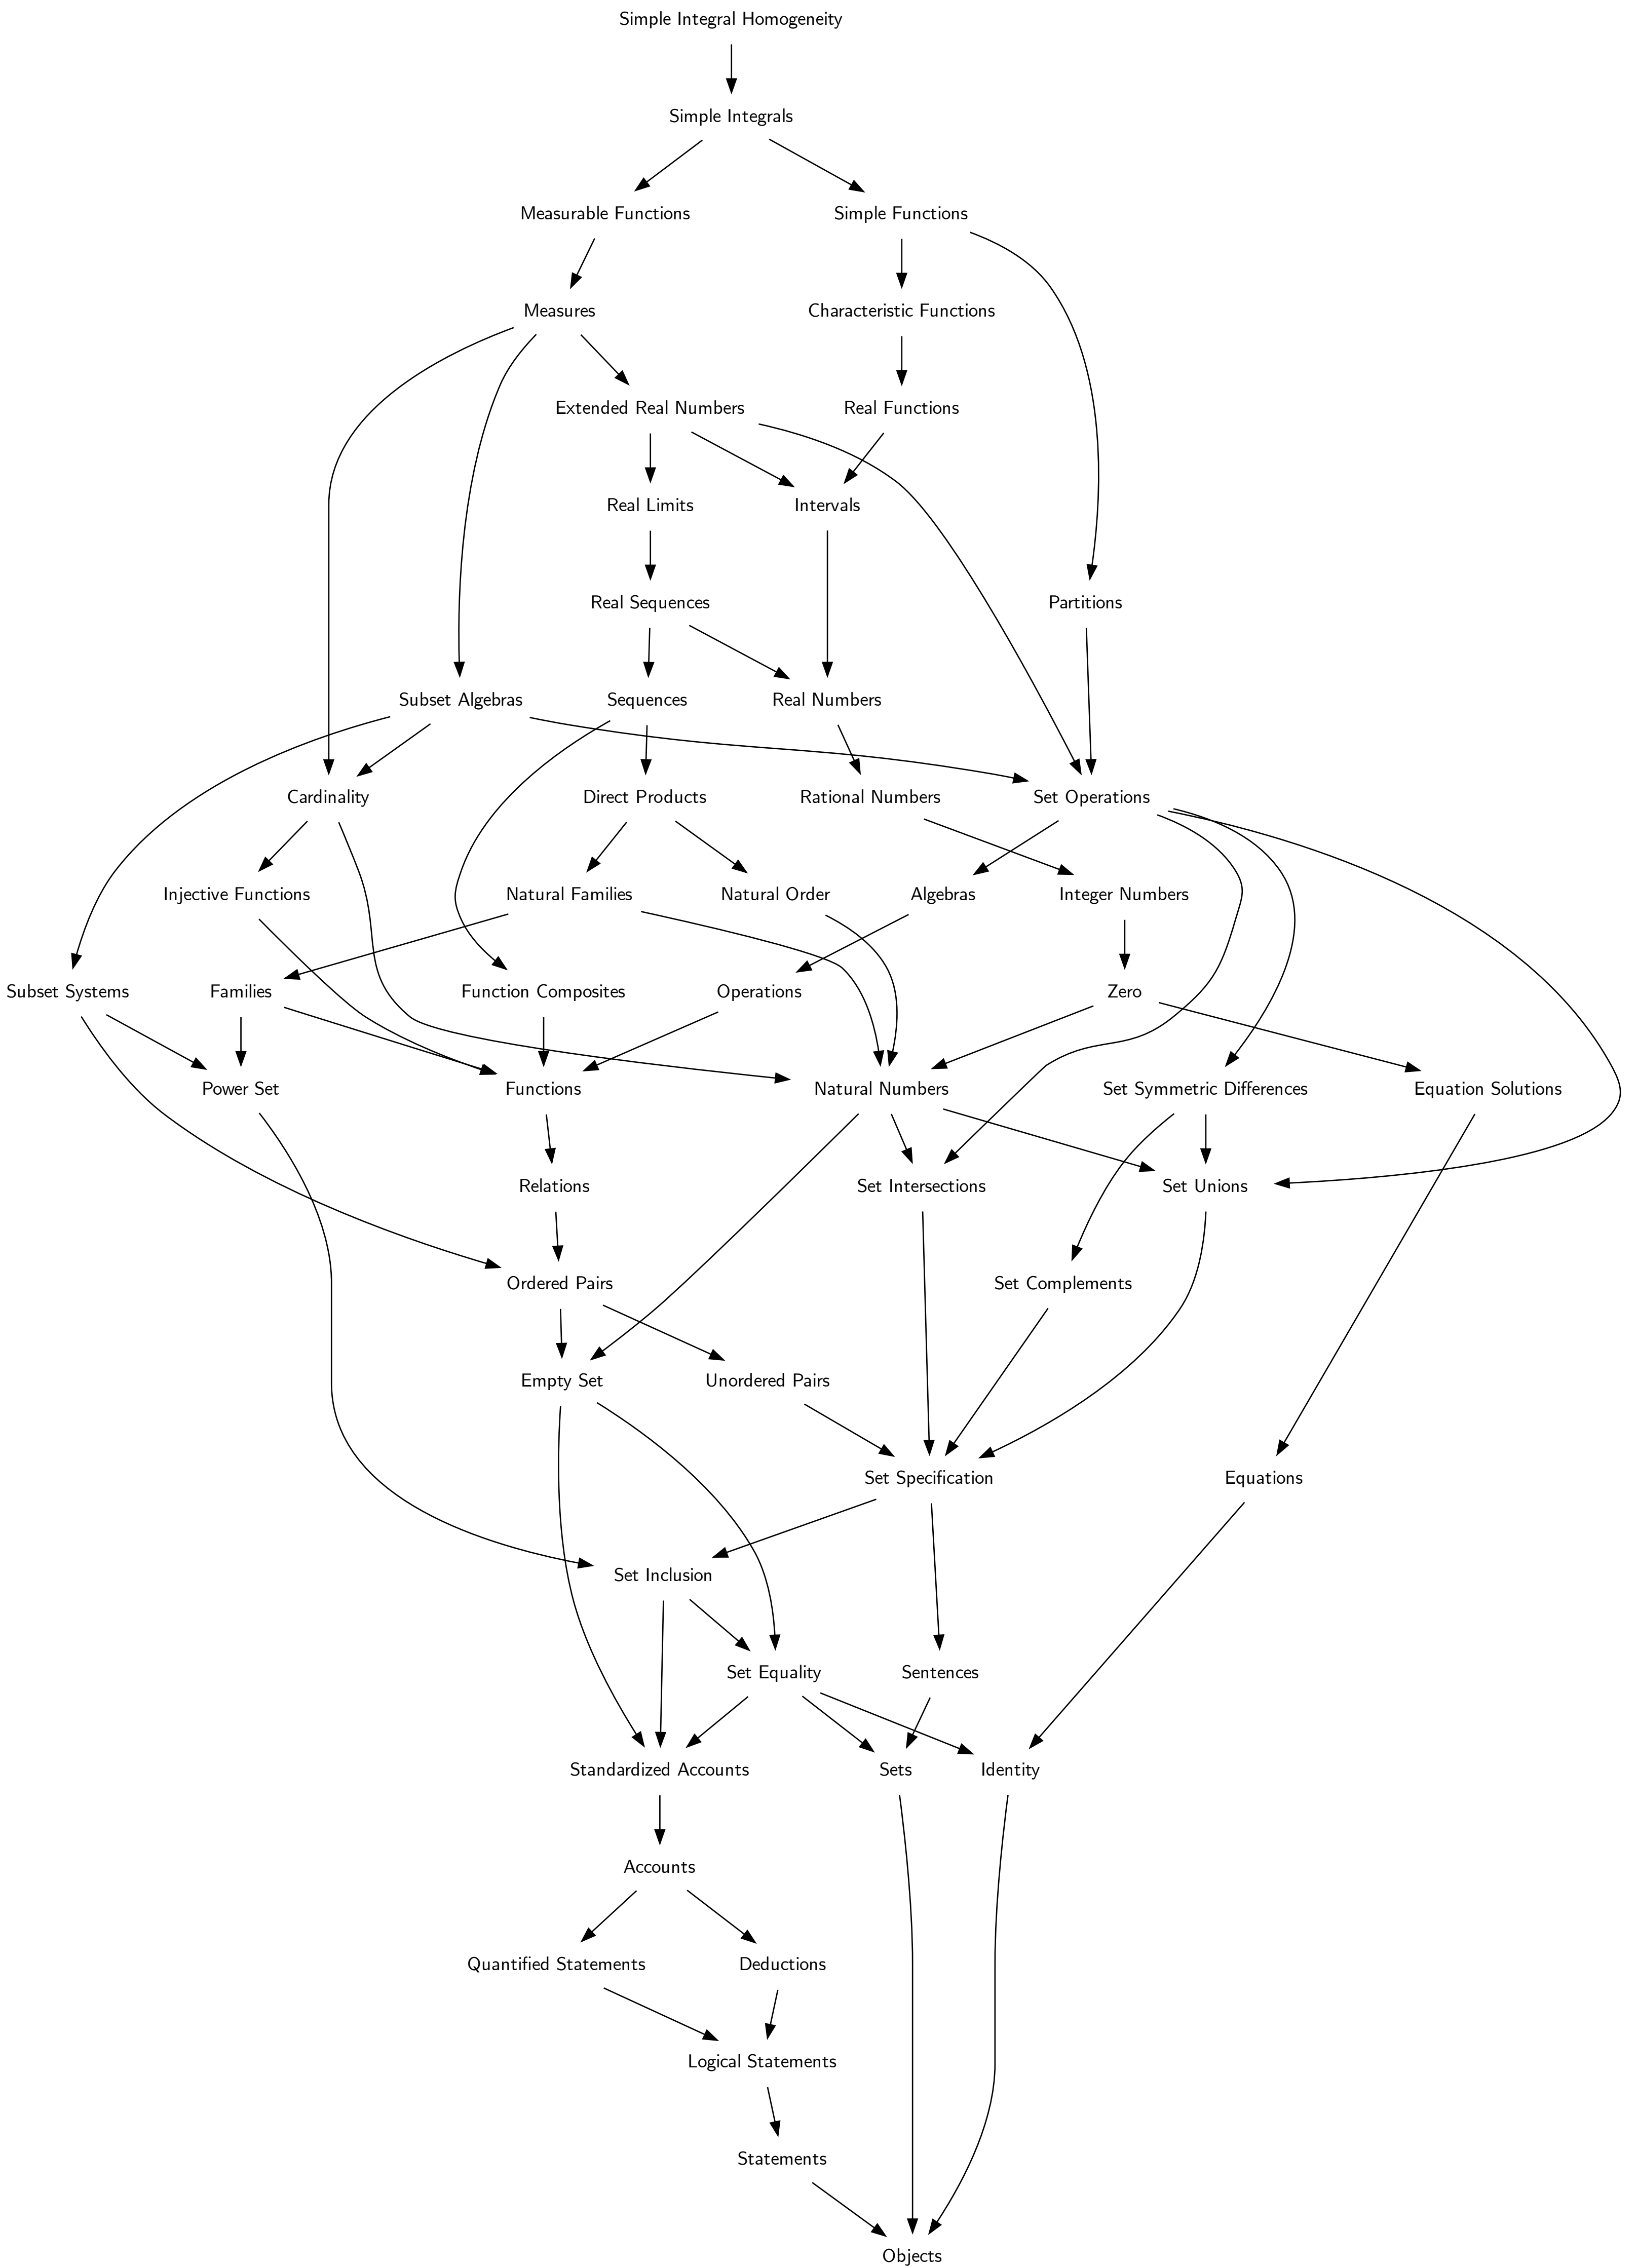 Simple Integral Homogeneity
Simple Integrals
Measurable Functions
Simple Functions
Measures
Characteristic Functions
Extended Real Numbers
Real Functions
Real Limits
Intervals
Real Sequences
Partitions
Subset Algebras
Sequences
Real Numbers
Cardinality
Direct Products
Rational Numbers
Set Operations
Injective Functions
Natural Families
Natural Order
Algebras
Integer Numbers
Subset Systems
Families
Function Composites
Operations
Zero
Power Set
Functions
Natural Numbers
Set Symmetric Differences
Equation Solutions
Relations
Set Intersections
Set Unions
Ordered Pairs
Set Complements
Empty Set
Unordered Pairs
Set Specification
Equations
Set Inclusion
Set Equality
Sentences
Standardized Accounts
Sets
Identity
Accounts
Quantified Statements
Deductions
Logical Statements
Statements
Objects